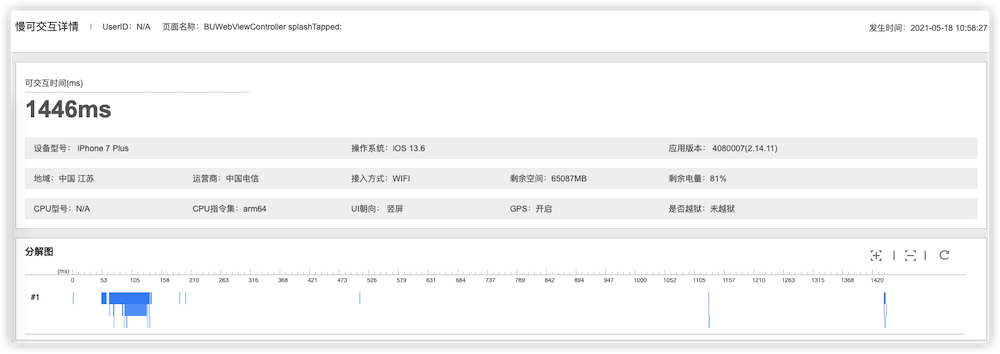 慢可交互详情 | UserID：N/A 页面名称：BUWebViewController splashTapped: 发生时间：2021-05-18 10:58:27
可交互时间(ms)
1446ms
设备型号： iPhone 7 Plus 操作系统：iOS 13.6 应用版本： 4080007(2.14.11)
地域：中国 江苏 运营商：中国电信 接入方式：WIFI 剩余空间：65087MB 剩余电量：81%
CPU型号：N/A CPU指令集：arm64 UI朝向： 竖屏 GPS：开启 是否越狱：未越狱
分解图
(ms) 0 53 105 158 210 263 316 368 421 473 526 579 631 684 737 789 842 894 947 1000 1052 1105 1157 1210 1263 1315 1368 1420
#1